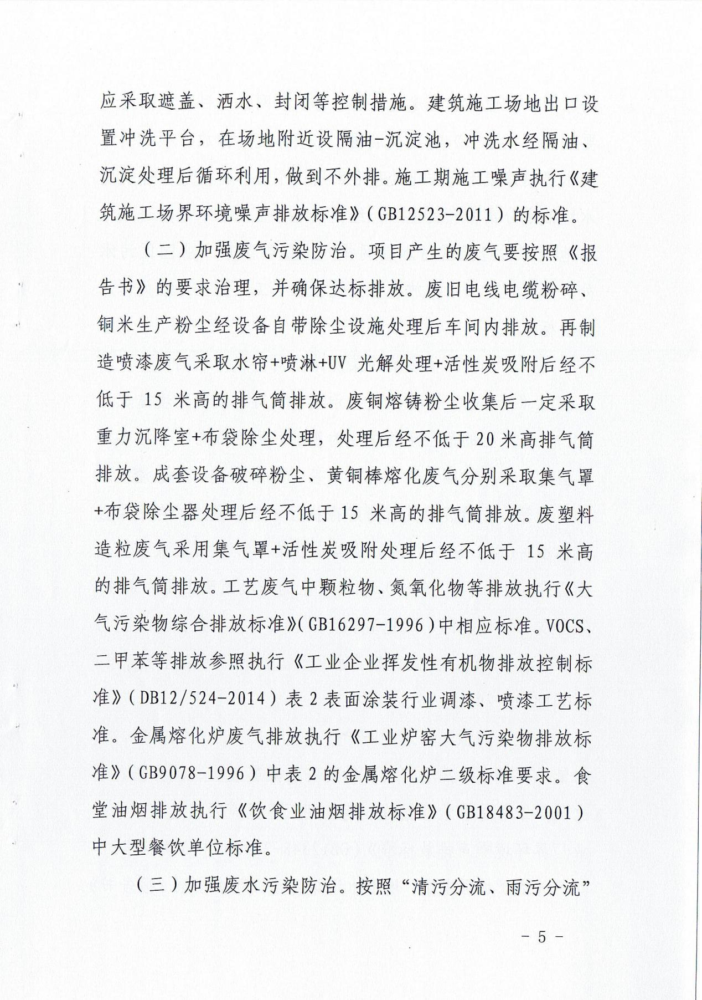 应采取遮盖、洒水、封闭等控制措施。建筑施工场地出口设
置冲洗平台，在场地附近设隔油-沉淀池，冲洗水经隔油、
沉淀处理后循环利用，做到不外排。施工期施工噪声执行《建
筑施工场界环境噪声排放标准》（GB12523-2011）的标准。
（二）加强废气污染防治。项目产生的废气要按照《报
告书》的要求治理，并确保达标排放。废旧电线电缆粉碎、
铜米生产粉尘经设备自带除尘设施处理后车间内排放。再制
造喷漆废气采取水帘+喷淋+UV 光解处理+活性炭吸附后经不
低于 15 米高的排气筒排放。废铜熔铸粉尘收集后一定采取
重力沉降室+布袋除尘处理，处理后经不低于20米高排气筒
排放。成套设备破碎粉尘、黄铜棒熔化废气分别采取集气罩
+布袋除尘器处理后经不低于15 米高的排气筒排放。废塑料
造粒废气采用集气罩+活性炭吸附处理后经不低于 15 米高
的排气筒排放。工艺废气中颗粒物、氮氧化物等排放执行《大
气污染物综合排放标准》（GB16297-1996）中相应标准。VOCS、
二甲苯等排放参照执行《工业企业挥发性有机物排放控制标
准》（DB12/524-2014）表2表面涂装行业调漆、喷漆工艺标
准。金属熔化炉废气排放执行《工业炉窑大气污染物排放标
准》（GB9078-1996）中表2的金属熔化炉二级标准要求。食
堂油烟排放执行《饮食业油烟排放标准》（GB18483-2001）
中大型餐饮单位标准。
（三）加强废水污染防治。按照“清污分流、雨污分流”
- 5 -